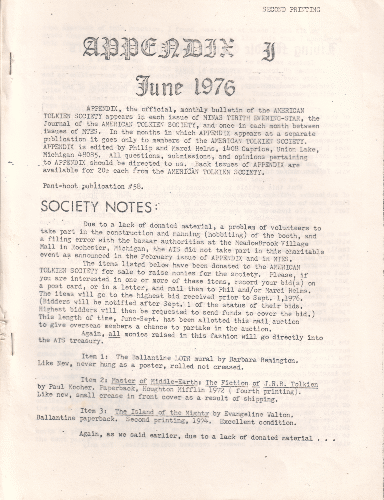 SECOND PRINTING
APPENDIX J
June 1976
APPENDIX, the official, monthly bulletin of the AMERICAN
TOLKIEN SOCIETY appears in each issue of MINAS TIRITH EVENING-STAR, the
Journal of the AMERICAN TOLKIEN SOCIETY, and once in each month between
issues of MTES. In the months in which APPENDIX appears as a separate
publication it goes only to members of the AMERICAN TOLKIEN SOCIETY.
APPENDIX is edited by Philip and Marci Helms, Union Lake,
Michigan 48085. All questions, submissions, and opinions pertaining
to APPENDIX should be directed to us. Back issues of APPENDIX are
available for 20¢ each from the AMERICAN TOLKIEN SOCIETY.
publication #58.
SOCIETY NOTES:
Due to a lack of donated material, a problem of volunteers to
take part in the construction and manning (hobbiting) of the booth, and
a filing error with the bazaar authorities at the MeadowBrook Village
Mall in Rochester, Michigan, the ATS did not take part in this charitable
event as announced in the February issue of APPENDIX and in MTES.
The items listed below have been donated to the AMERICAN
TOLKIEN SOCIETY for sale to raise monies for the society. Please, if
you are interested in one or more of these items, record your bid(s) on
a post card, or in a letter, and mail them to Phil and/or Marci Helms.
The items will go to the highest bid received prior to Sept. 1,1976.
(Bidders will be notified after Sept. 1 of the status of their bids.
Highest bidders will then be requested to send funds to cover the bid.)
This length of time, June-Sept. has been allotted this mail auction
to give overseas members a chance to partake in the auction.
Again, all monies raised in this fashion will go directly into
the ATS treasury.
Item 1: The Ballantine LOTR mural by Barbara Remington.
Like New, never hung as a poster, rolled not creased.
Item 2: Master of Middle-Earth: The Fiction of J.R.R. Tolkien
by Paul Kocher, Paperback, Houghton Mifflin 1972 ( Fourth printing).
Like new, small crease in front cover as a result of shipping.
Item 3: The Island of the Mighty by Evangeline Walton.
Ballantine paperback. Second printing, 1974. Excellent condition.
Again, as we said earlier, due to a lack of donated material . . .